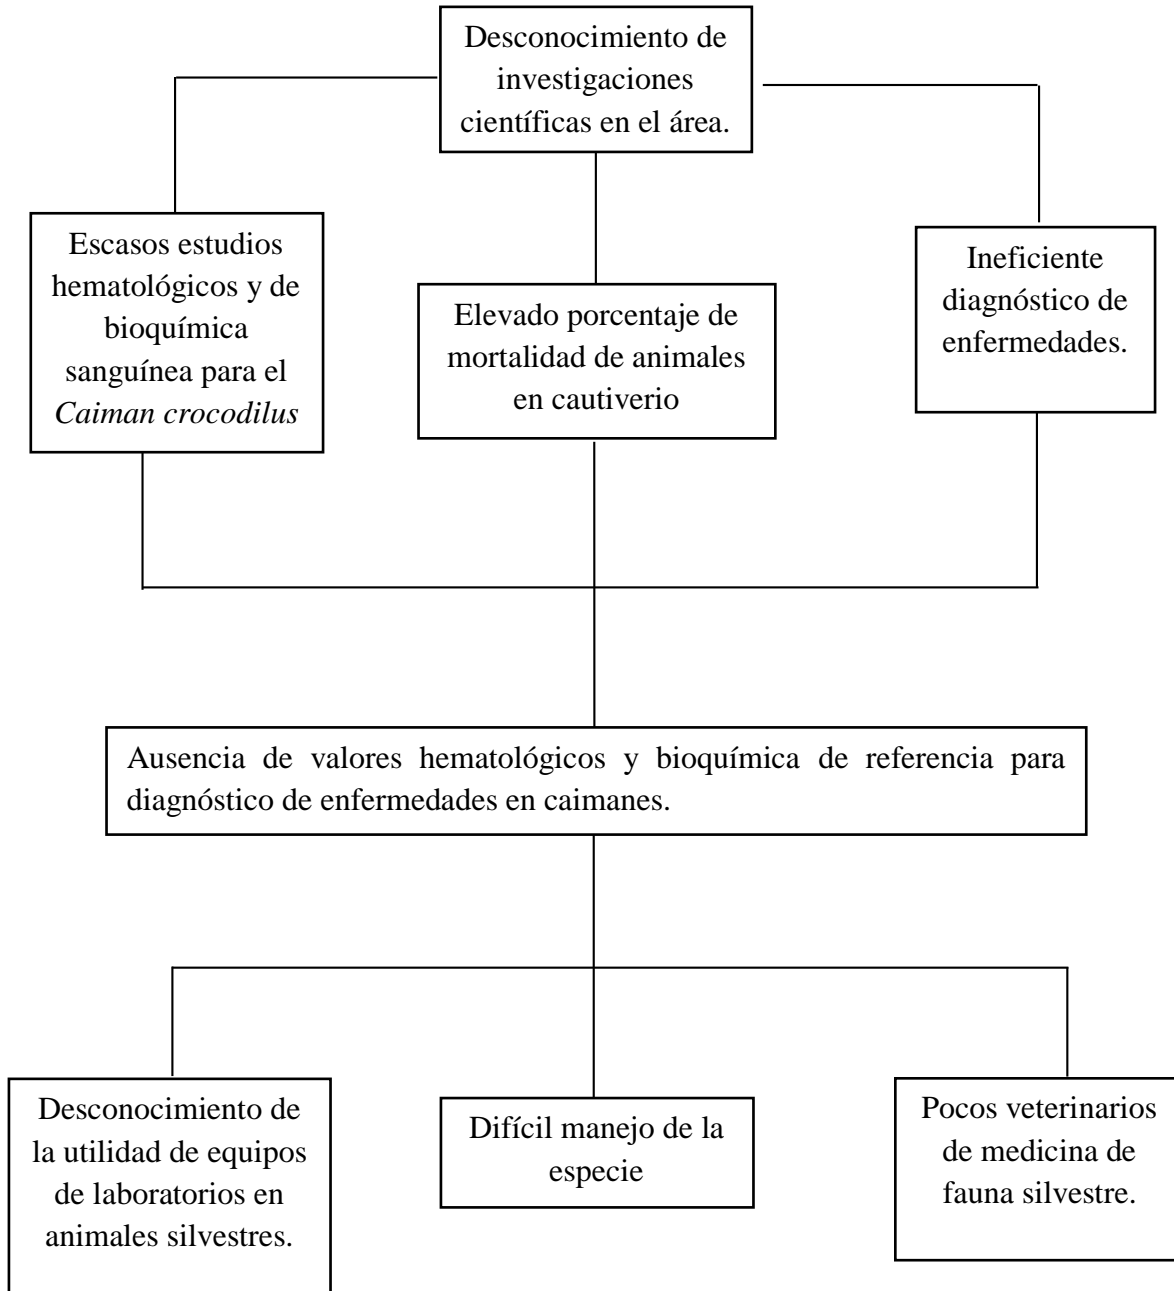 Desconocimiento de
investigaciones
científicas en el área.
Escasos estudios
hematológicos y de
bioquímica
sanguínea para el
Caiman crocodilus
Elevado porcentaje de
mortalidad de animales
en cautiverio
Ineficiente
diagnóstico de
enfermedades.
Ausencia de valores hematológicos y bioquímica de referencia para
diagnóstico de enfermedades en caimanes.
Desconocimiento de
la utilidad de equipos
de laboratorios en
animales silvestres.
Difícil manejo de la
especie
Pocos veterinarios
de medicina de
fauna silvestre.